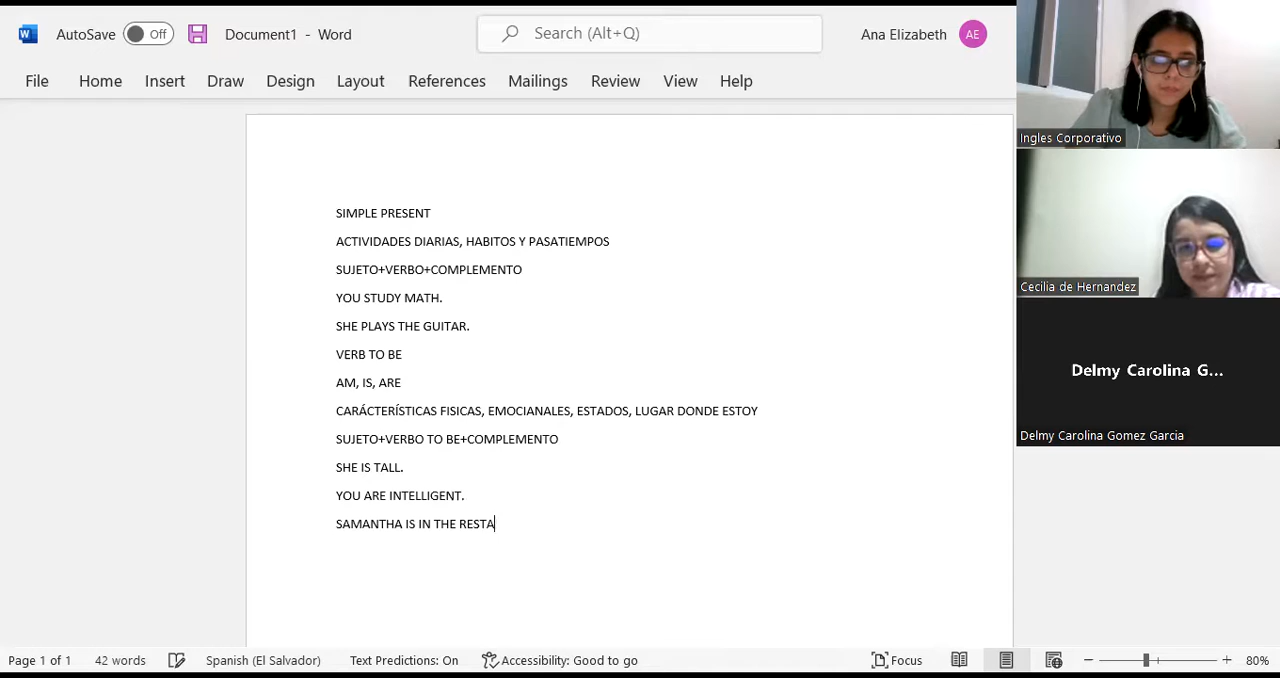 AutoSave Off Document1 - Word Search (Alt+Q) Ana Elizabeth AE
File Home Insert Draw Design Layout References Mailings Review View Help
SIMPLE PRESENT
ACTIVIDADES DIARIAS, HABITOS Y PASATIEMPOS
SUJETO+VERBO+COMPLEMENTO
YOU STUDY MATH.
SHE PLAYS THE GUITAR.
VERB TO BE
AM, IS, ARE
CARÁCTERÍSTICAS FISICAS, EMOCIANALES, ESTADOS, LUGAR DONDE ESTOY
SUJETO+VERBO TO BE+COMPLEMENTO
SHE IS TALL.
YOU ARE INTELLIGENT.
SAMANTHA IS IN THE RESTA
Page 1 of 1 42 words Spanish (El Salvador) Text Predictions: On Accessibility: Good to go Focus 80%
Ingles Corporativo
Cecilia de Hernandez
Delmy Carolina G...
Delmy Carolina Gomez Garcia